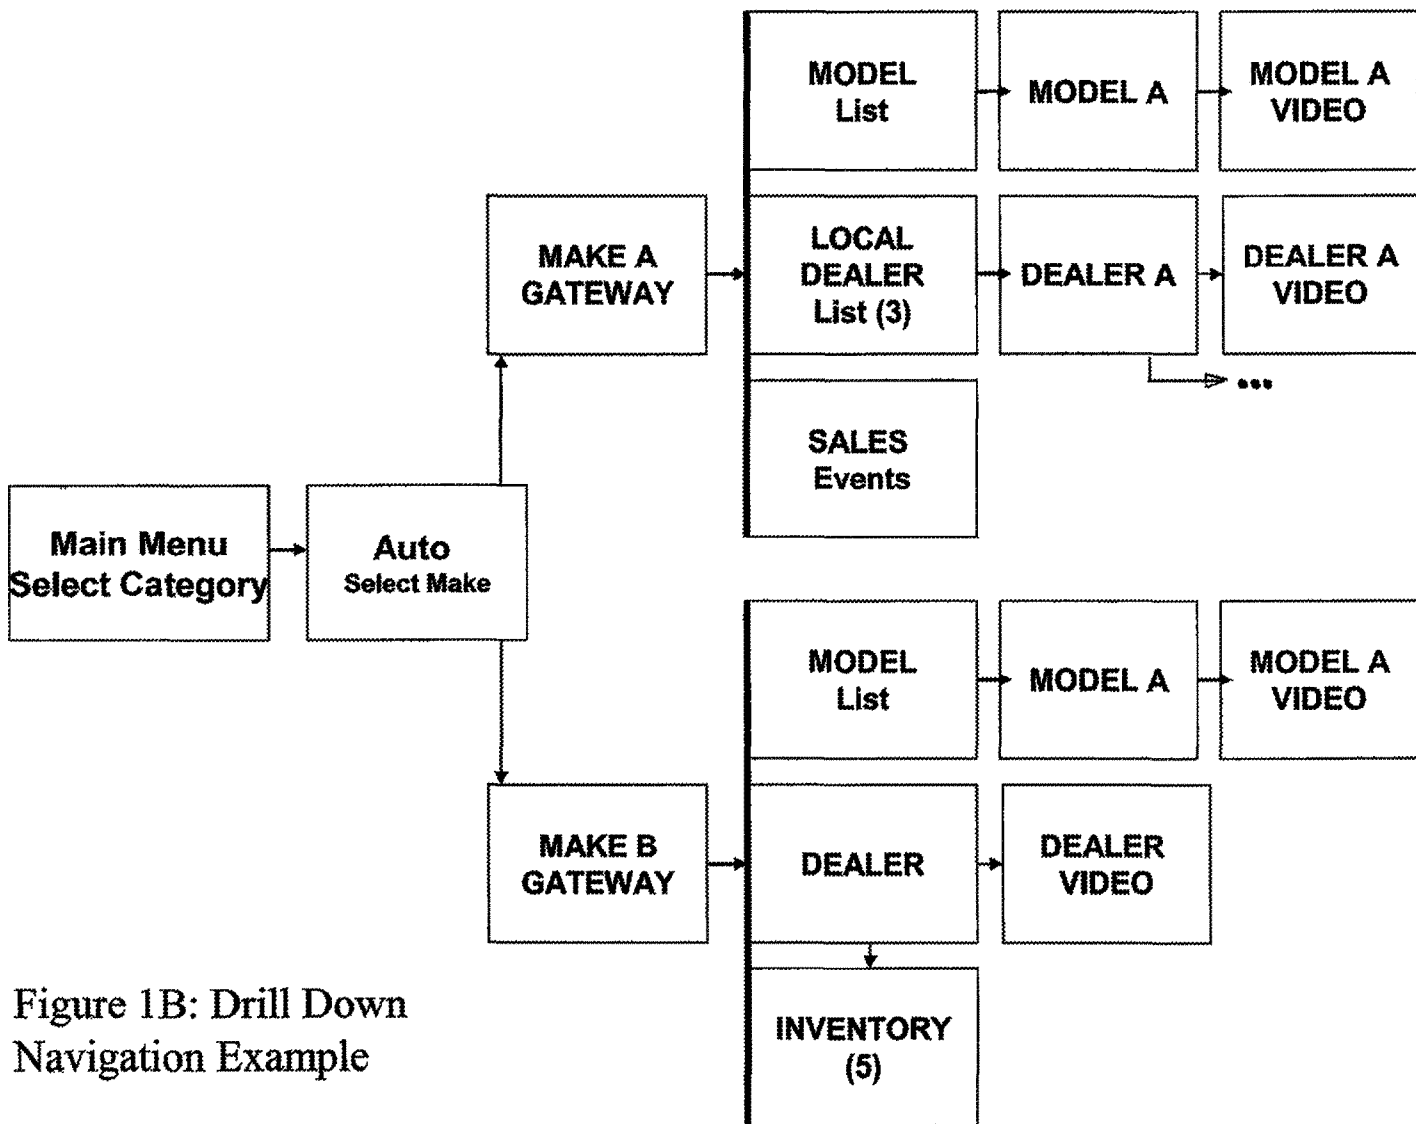 MODEL
List
MODEL A
MODEL A
VIDEO
MAKE A
GATEWAY
LOCAL
DEALER
List (3)
DEALER A
DEALER A
VIDEO
...
SALES
Events
Main Menu
Select Category
Auto
Select Make
MODEL
List
MODEL A
MODEL A
VIDEO
MAKE B
GATEWAY
DEALER
DEALER
VIDEO
INVENTORY
(5)
Figure 1B: Drill Down
Navigation Example